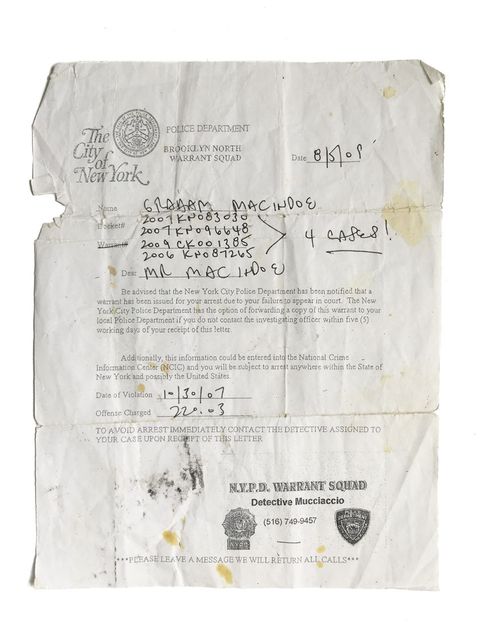 The
City
of
New York
POLICE DEPARTMENT
BROOKLYN NORTH
WARRANT SQUAD
Date 8/5/09
Name GRAHAM MACINDOE
Docket# 2007KN083030
2007KN096648
Warrant# 2009CK001385
2006KN087265
4 CASES!
Dear MR MACINDOE
Be advised that the New York City Police Department has been notified that a
warrant has been issued for your arrest due to your failure to appear in court. The New
York City Police Department has the option of forwarding a copy of this warrant to your
local Police Department if you do not contact the investigating officer within five (5)
working days of your receipt of this letter.
Additionally, this information could be entered into the National Crime
Information Center (NCIC) and you will be subject to arrest anywhere within the State of
New York and possibly the United States.
Date of Violation 10/30/07
Offense Charged 220.03
TO AVOID ARREST IMMEDIATELY CONTACT THE DETECTIVE ASSIGNED TO
YOUR CASE UPON RECEIPT OF THIS LETTER
N.Y.P.D. WARRANT SQUAD
Detective Mucciaccio
(516) 749-9457
***PLEASE LEAVE A MESSAGE WE WILL RETURN ALL CALLS***